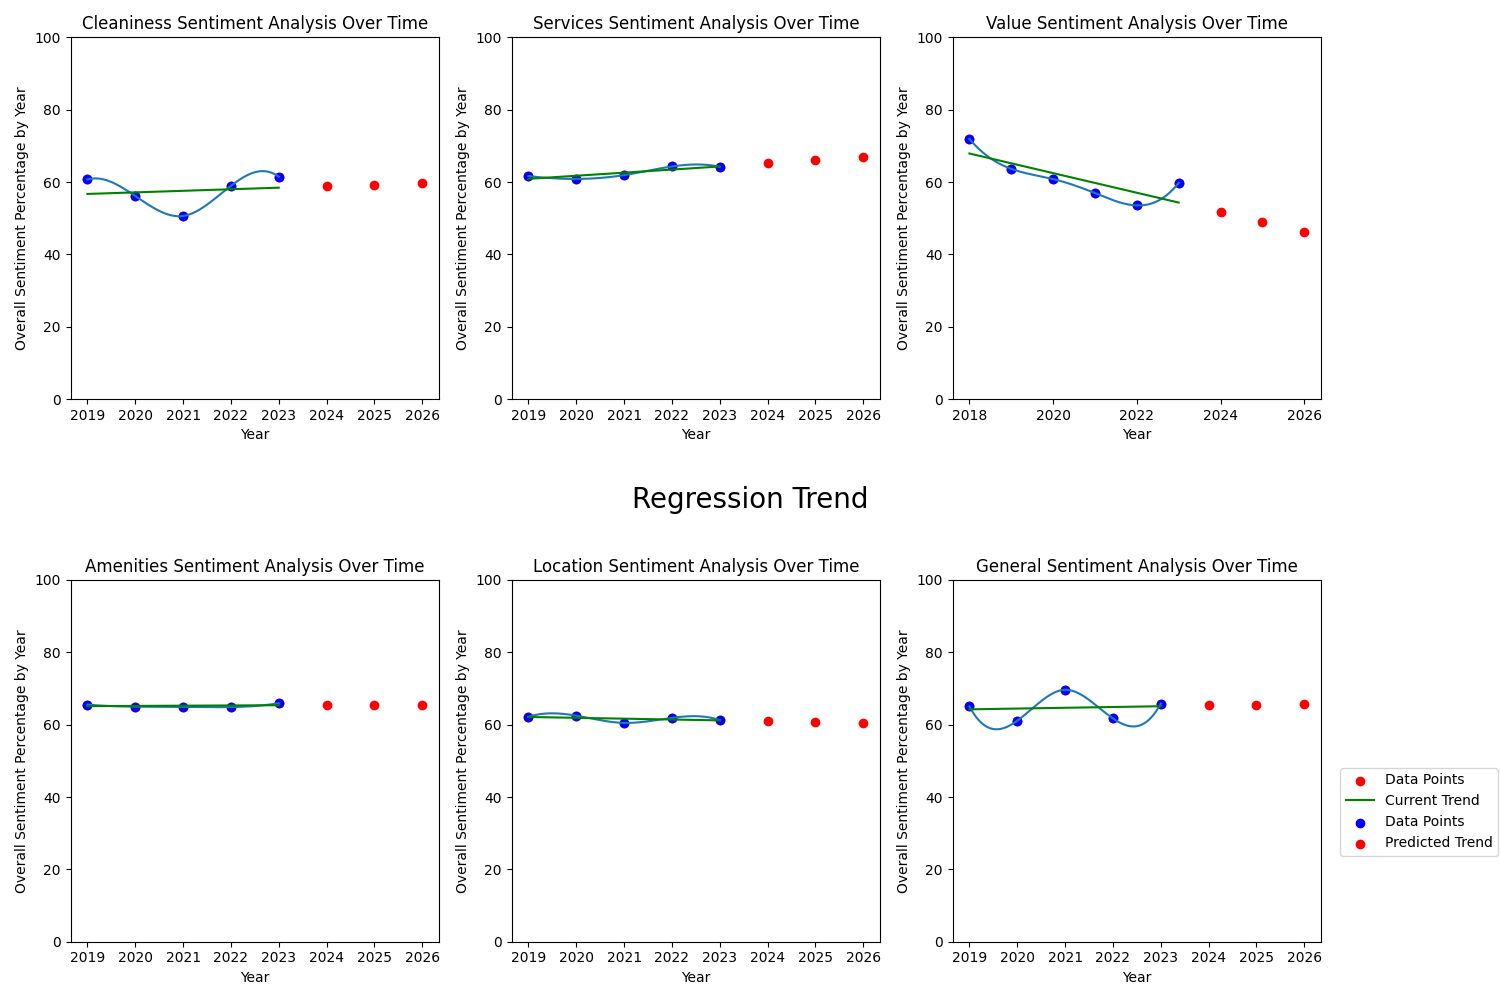 Cleaniness Sentiment Analysis Over Time
Overall Sentiment Percentage by Year
100
80
60
40
20
0
2019 2020 2021 2022 2023 2024 2025 2026
Year
Services Sentiment Analysis Over Time
Overall Sentiment Percentage by Year
100
80
60
40
20
0
2019 2020 2021 2022 2023 2024 2025 2026
Year
Value Sentiment Analysis Over Time
Overall Sentiment Percentage by Year
100
80
60
40
20
0
2018 2020 2022 2024 2026
Year
Regression Trend
Amenities Sentiment Analysis Over Time
Overall Sentiment Percentage by Year
100
80
60
40
20
0
2019 2020 2021 2022 2023 2024 2025 2026
Year
Location Sentiment Analysis Over Time
Overall Sentiment Percentage by Year
100
80
60
40
20
0
2019 2020 2021 2022 2023 2024 2025 2026
Year
General Sentiment Analysis Over Time
Overall Sentiment Percentage by Year
100
80
60
40
20
0
2019 2020 2021 2022 2023 2024 2025 2026
Year
Data Points
Current Trend
Data Points
Predicted Trend